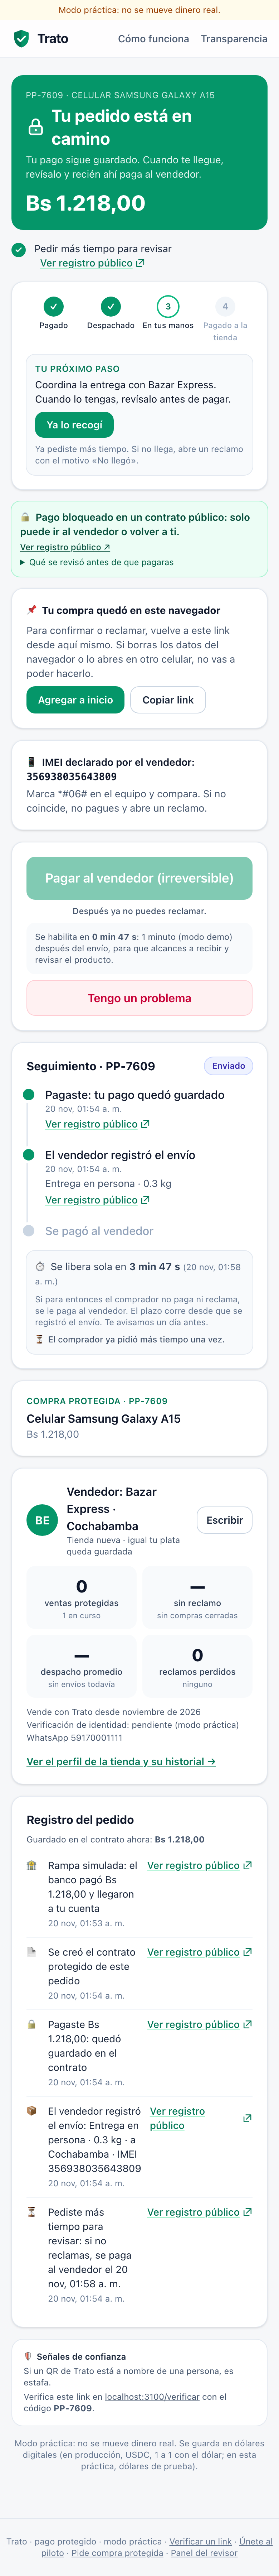 Modo práctica: no se mueve dinero real.
Trato
Cómo funciona
Transparencia
PP-7609 · CELULAR SAMSUNG GALAXY A15
Tu pedido está en
camino
Tu pago sigue guardado. Cuando te llegue,
revísalo y recién ahí paga al vendedor.
Bs 1.218,00
Pedir más tiempo para revisar
Ver registro público
3
4
Pagado
Despachado
En tus manos
Pagado a la
tienda
TU PRÓXIMO PASO
Coordina la entrega con Bazar Express.
Cuando lo tengas, revísalo antes de pagar.
Ya lo recogí
Ya pediste más tiempo. Si no llega, abre un reclamo
con el motivo «No llegó».
Pago bloqueado en un contrato público: solo
puede ir al vendedor o volver a ti.
Ver registro público ↗
▶ Qué se revisó antes de que pagaras
Tu compra quedó en este navegador
Para confirmar o reclamar, vuelve a este link
desde aquí mismo. Si borras los datos del
navegador o lo abres en otro celular, no vas a
poder hacerlo.
Agregar a inicio
Copiar link
IMEI declarado por el vendedor:
356938035643809
Marca *#06# en el equipo y compara. Si no
coincide, no pagues y abre un reclamo.
Pagar al vendedor (irreversible)
Después ya no puedes reclamar.
Se habilita en 0 min 47 s: 1 minuto (modo demo)
después del envío, para que alcances a recibir y
revisar el producto.
Tengo un problema
Seguimiento · PP-7609
Enviado
Pagaste: tu pago quedó guardado
20 nov, 01:54 a. m.
Ver registro público
El vendedor registró el envío
20 nov, 01:54 a. m.
Entrega en persona · 0.3 kg
Ver registro público
Se pagó al vendedor
Se libera sola en 3 min 47 s (20 nov, 01:58
a. m.)
Si para entonces el comprador no paga ni reclama,
se le paga al vendedor. El plazo corre desde que se
registró el envío. Te avisamos un día antes.
El comprador ya pidió más tiempo una vez.
COMPRA PROTEGIDA · PP-7609
Celular Samsung Galaxy A15
Bs 1.218,00
BE
Vendedor: Bazar
Express ·
Cochabamba
Tienda nueva · igual tu plata
queda guardada
Escribir
0
ventas protegidas
1 en curso
—
sin reclamo
sin compras cerradas
—
despacho promedio
sin envíos todavía
0
reclamos perdidos
ninguno
Vende con Trato desde noviembre de 2026
Verificación de identidad: pendiente (modo práctica)
WhatsApp 59170001111
Ver el perfil de la tienda y su historial →
Registro del pedido
Guardado en el contrato ahora: Bs 1.218,00
Rampa simulada: el
banco pagó Bs
1.218,00 y llegaron
a tu cuenta
20 nov, 01:53 a. m.
Ver registro público
Se creó el contrato
protegido de este
pedido
20 nov, 01:54 a. m.
Ver registro público
Pagaste Bs
1.218,00: quedó
guardado en el
contrato
20 nov, 01:54 a. m.
Ver registro público
El vendedor registró
el envío: Entrega en
persona · 0.3 kg · a
Cochabamba · IMEI
356938035643809
20 nov, 01:54 a. m.
Ver registro
público
Pediste más
tiempo para
revisar: si no
reclamas, se paga
al vendedor el 20
nov, 01:58 a. m.
20 nov, 01:54 a. m.
Ver registro público
Señales de confianza
Si un QR de Trato está a nombre de una persona, es
estafa.
Verifica este link en localhost:3100/verificar con el
código PP-7609.
Modo práctica: no se mueve dinero real. Se guarda en dólares
digitales (en producción, USDC, 1 a 1 con el dólar; en esta
práctica, dólares de prueba).
Trato · pago protegido · modo práctica · Verificar un link · Únete al
piloto · Pide compra protegida · Panel del revisor